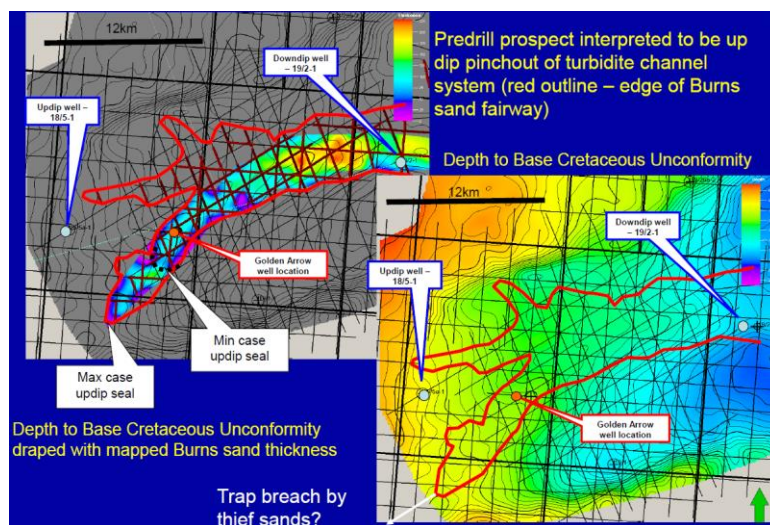 12km
Downdip well
– 19/2-1
Updip well –
18/5-1
Golden Arrow
well location
Min case
updip seal
Max case
updip seal
Depth to Base Cretaceous Unconformity
draped with mapped Burns sand thickness
Predrill prospect interpreted to be up
dip pinchout of turbidite channel
system (red outline – edge of Burns
sand fairway)
Depth to Base Cretaceous Unconformity
12km
Downdip well –
19/2-1
Updip well –
18/5-1
Golden Arrow
well location
Trap breach by
thief sands?